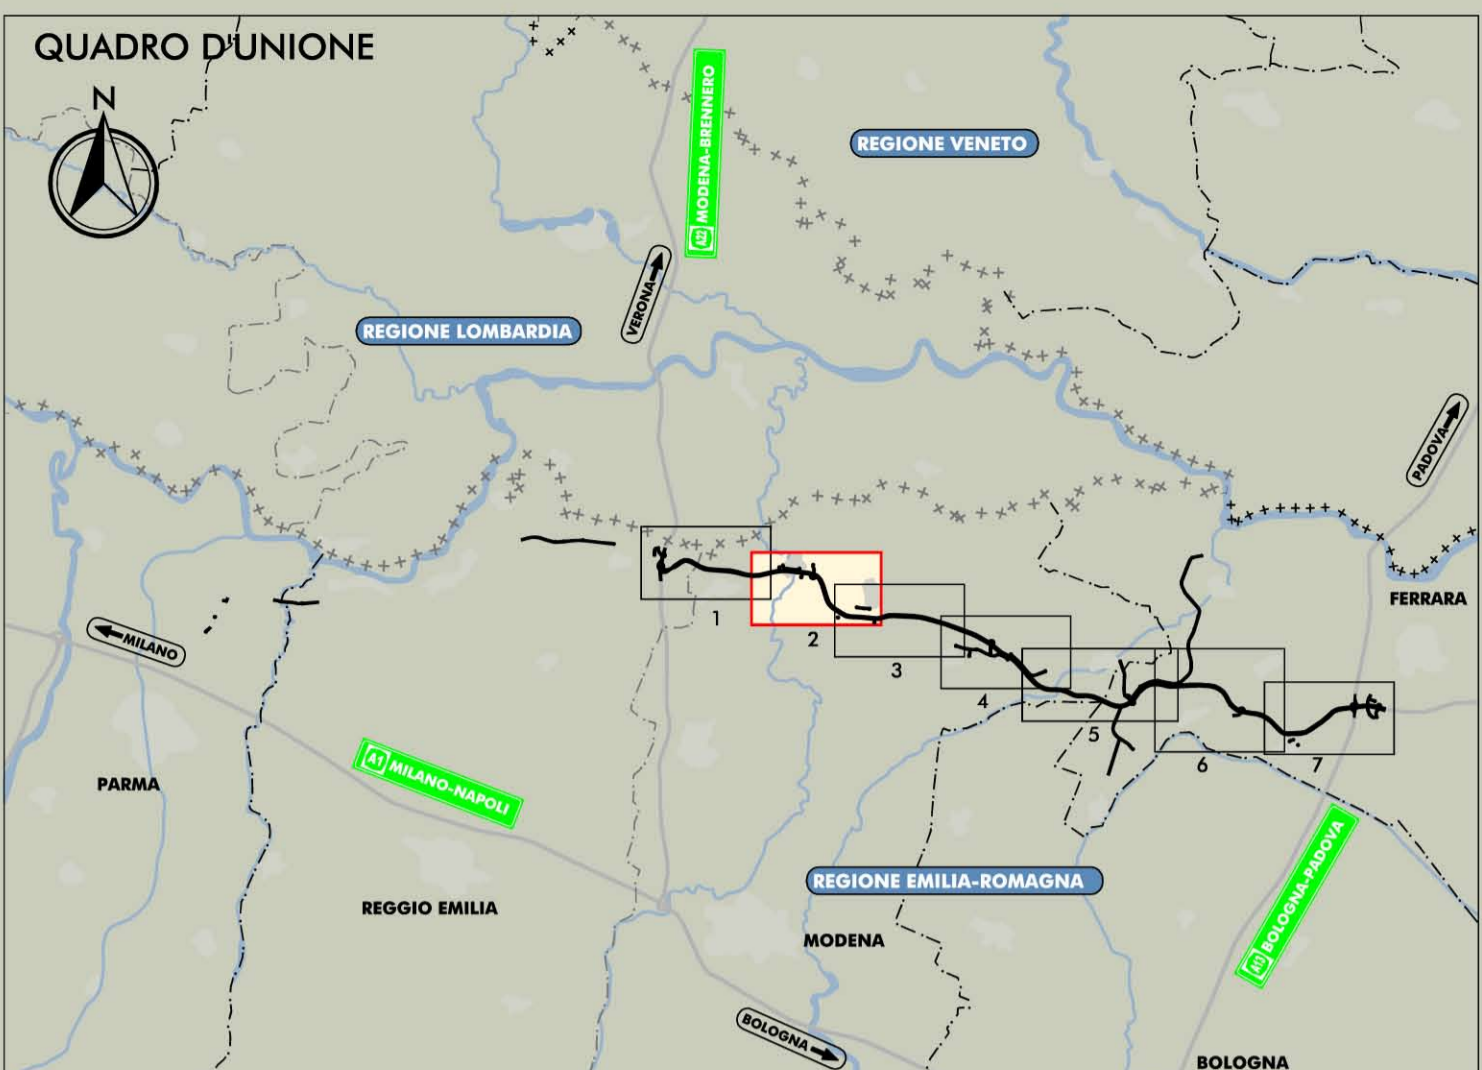 QUADRO D'UNIONE
N
A22 MODENA-BRENNERO
REGIONE VENETO
VERONA
REGIONE LOMBARDIA
PADOVA
FERRARA
1
2
MILANO
3
4
5
6
7
A1 MILANO-NAPOLI
PARMA
REGIONE EMILIA-ROMAGNA
A13 BOLOGNA-PADOVA
REGGIO EMILIA
MODENA
BOLOGNA
BOLOGNA